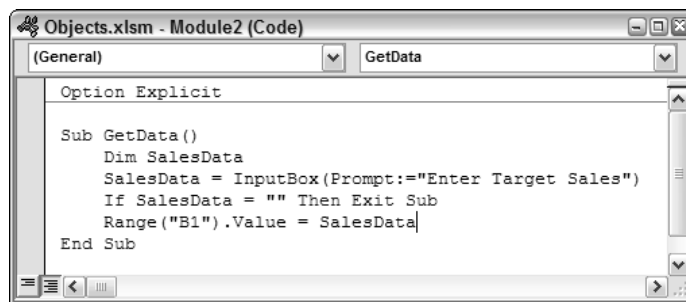 Objects.xlsm - Module2 (Code)
(General) GetData
Option Explicit
Sub GetData()
Dim SalesData
SalesData = InputBox(Prompt:="Enter Target Sales")
If SalesData = "" Then Exit Sub
Range("B1").Value = SalesData
End Sub